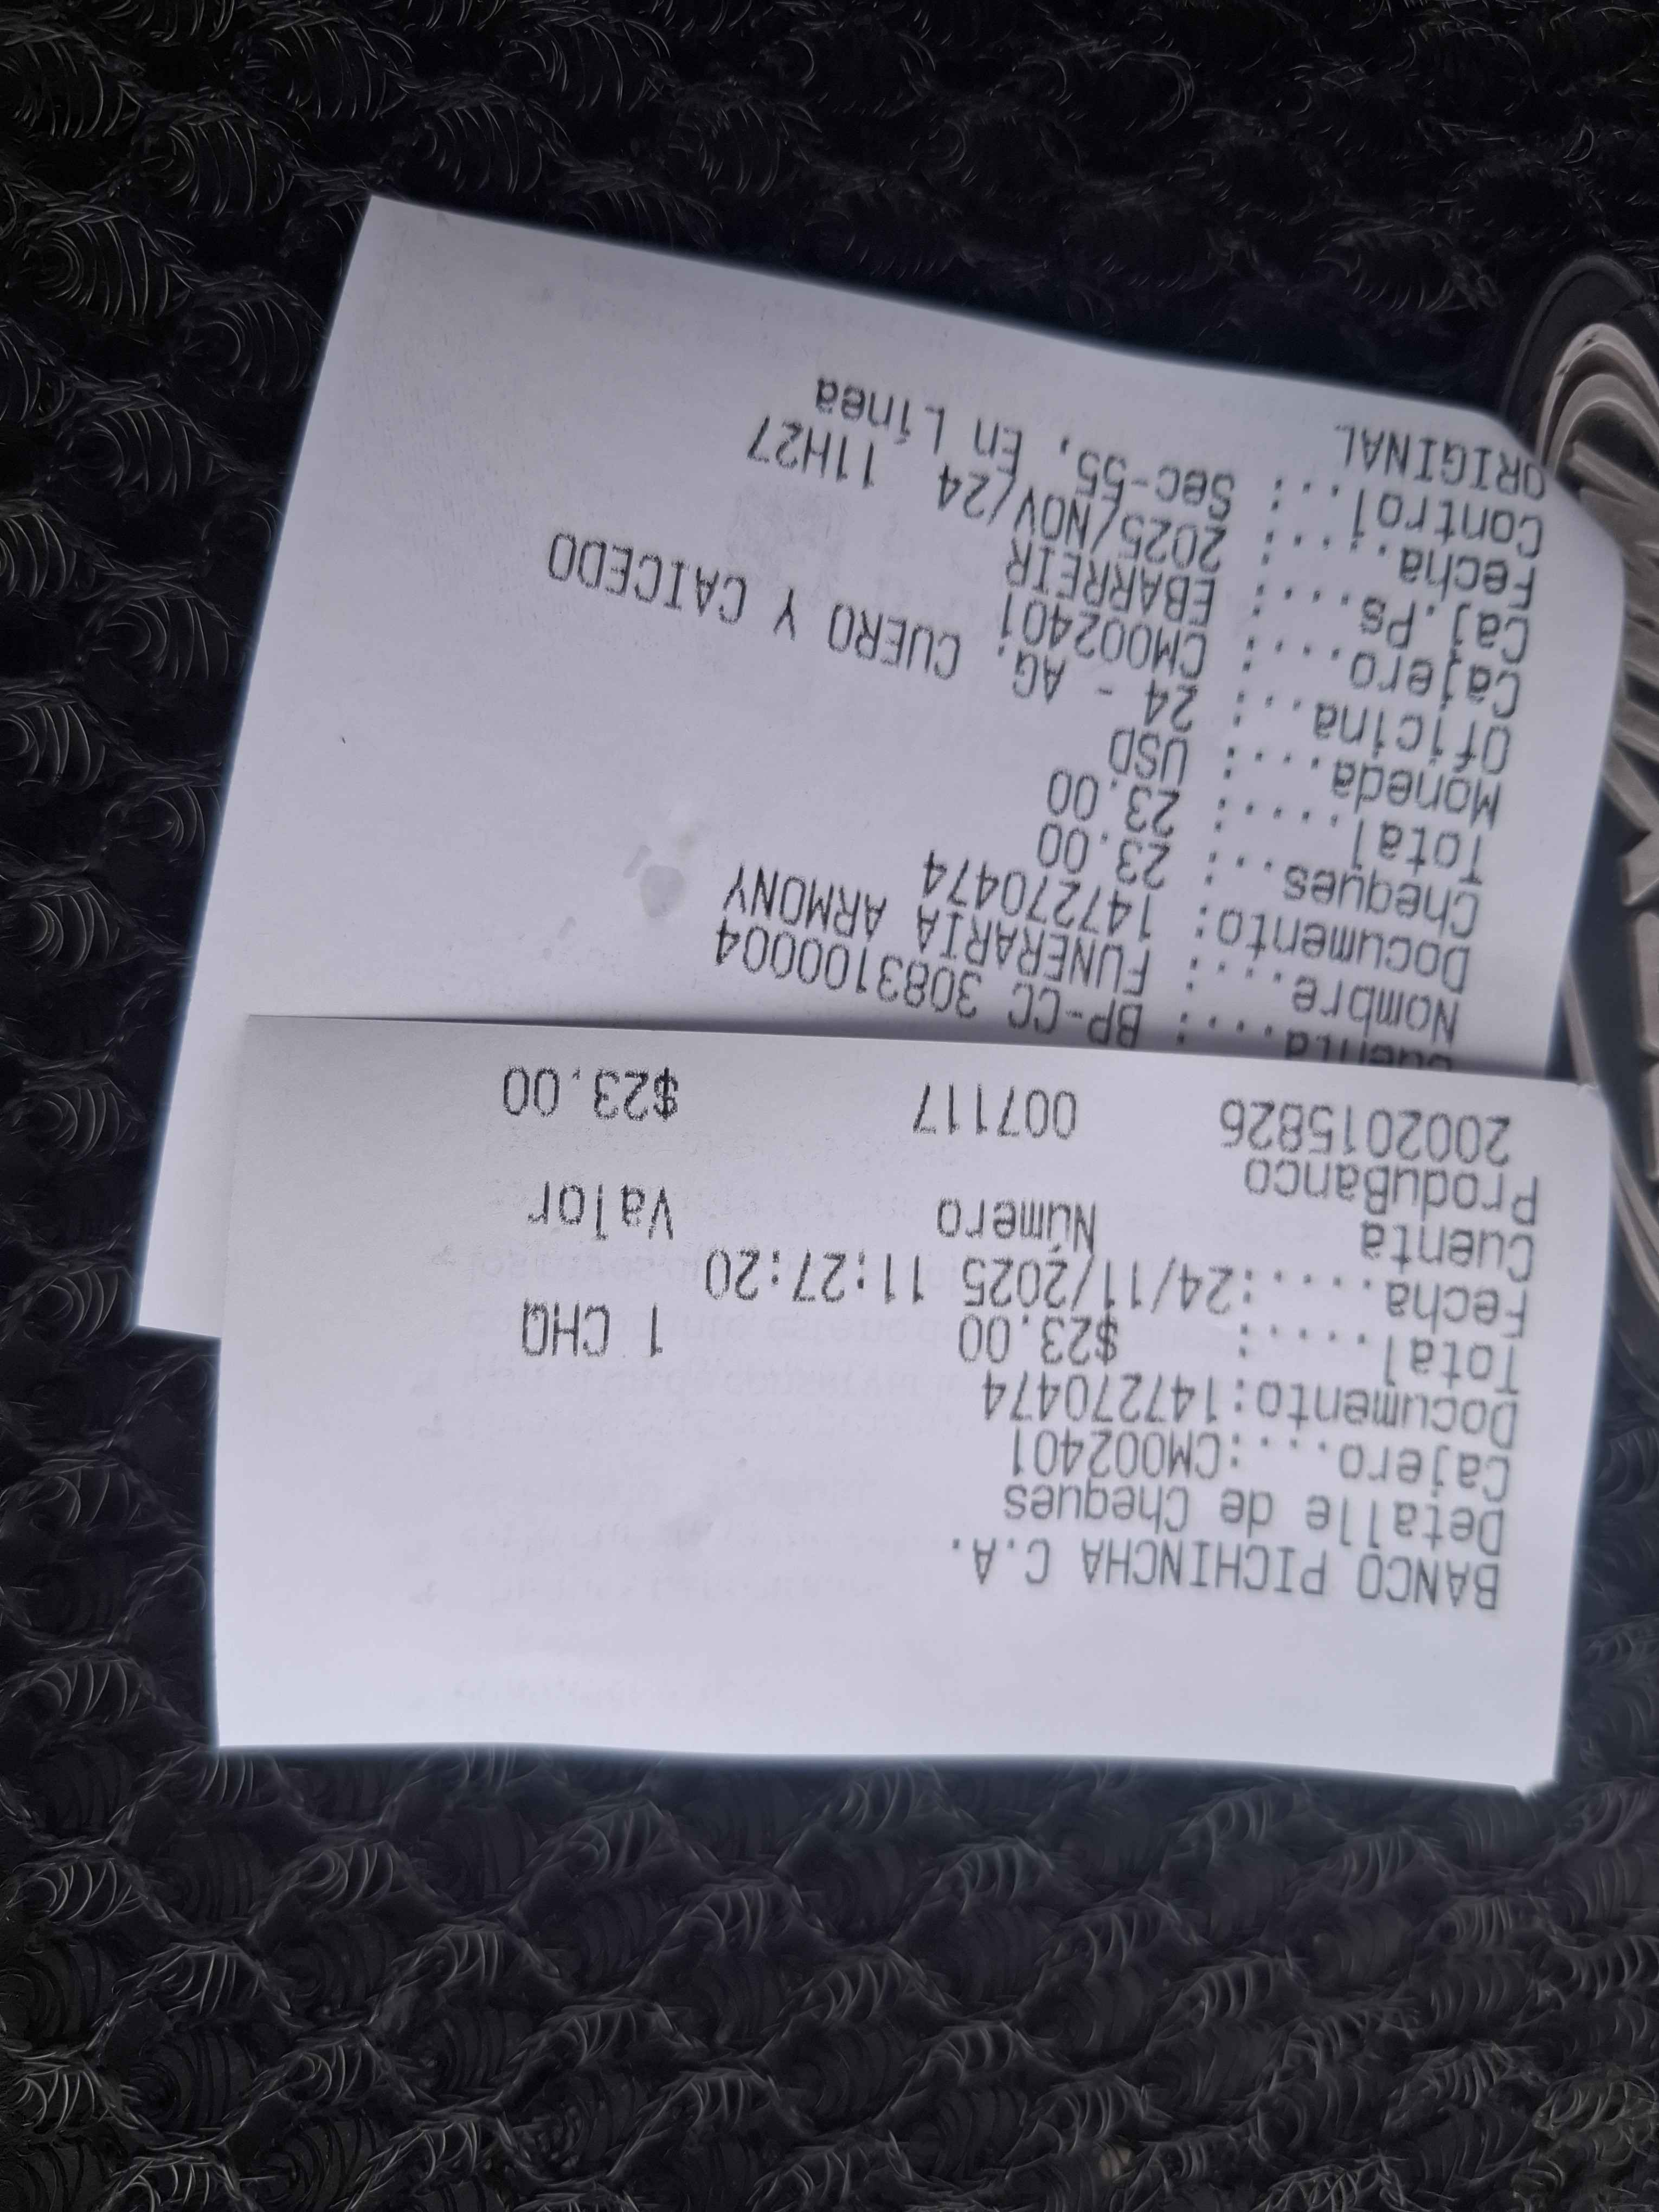 BANCO PICHINCHA C.A.
Detalle de Cheques
Cajero...:CM002401
Documento:147270474
Total.....: $23.00 1 CHQ
Fecha.....:24/11/2025 11:27:20
Cuenta Número Valor
ProduBanco
2002015826 007117 $23.00
Cuenta....: BP-CC 3083100004
Nombre....: FUNERARIA ARMONY
Documento: 147270474
Cheques...: 23.00
Total.....: 23.00
Moneda....: USD
Oficina...: 24 - AG. CUERO Y CAICEDO
Cajero....: CM002401
Caj.Ps....: EBARREIR
Fecha.....: 2025/NOV/24 11H27
Control...: Sec-55, En Línea
ORIGINAL